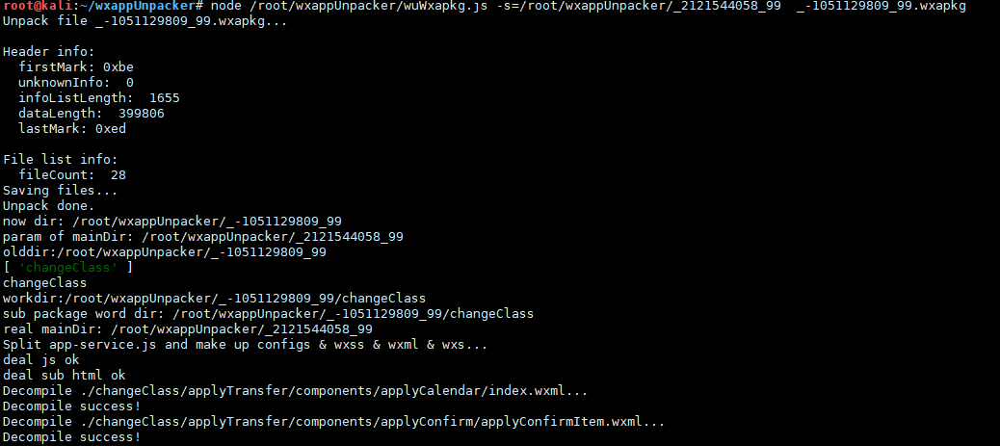 root@kali:~/wxappUnpacker# node /root/wxappUnpacker/wuWxapkg.js -s=/root/wxappUnpacker/_2121544058_99  _-1051129809_99.wxapkg
Unpack file _-1051129809_99.wxapkg...

Header info:
  firstMark: 0xbe
  unknownInfo:  0
  infoListLength:  1655
  dataLength:  399806
  lastMark: 0xed

File list info:
  fileCount:  28
Saving files...
Unpack done.
now dir: /root/wxappUnpacker/_-1051129809_99
param of mainDir: /root/wxappUnpacker/_2121544058_99
olddir:/root/wxappUnpacker/_-1051129809_99
[ 'changeClass' ]
changeClass
workdir:/root/wxappUnpacker/_-1051129809_99/changeClass
sub package word dir: /root/wxappUnpacker/_-1051129809_99/changeClass
real mainDir: /root/wxappUnpacker/_2121544058_99
Split app-service.js and make up configs & wxss & wxml & wxs...
deal js ok
deal sub html ok
Decompile ./changeClass/applyTransfer/components/applyCalendar/index.wxml...
Decompile success!
Decompile ./changeClass/applyTransfer/components/applyConfirm/applyConfirmItem.wxml...
Decompile success!